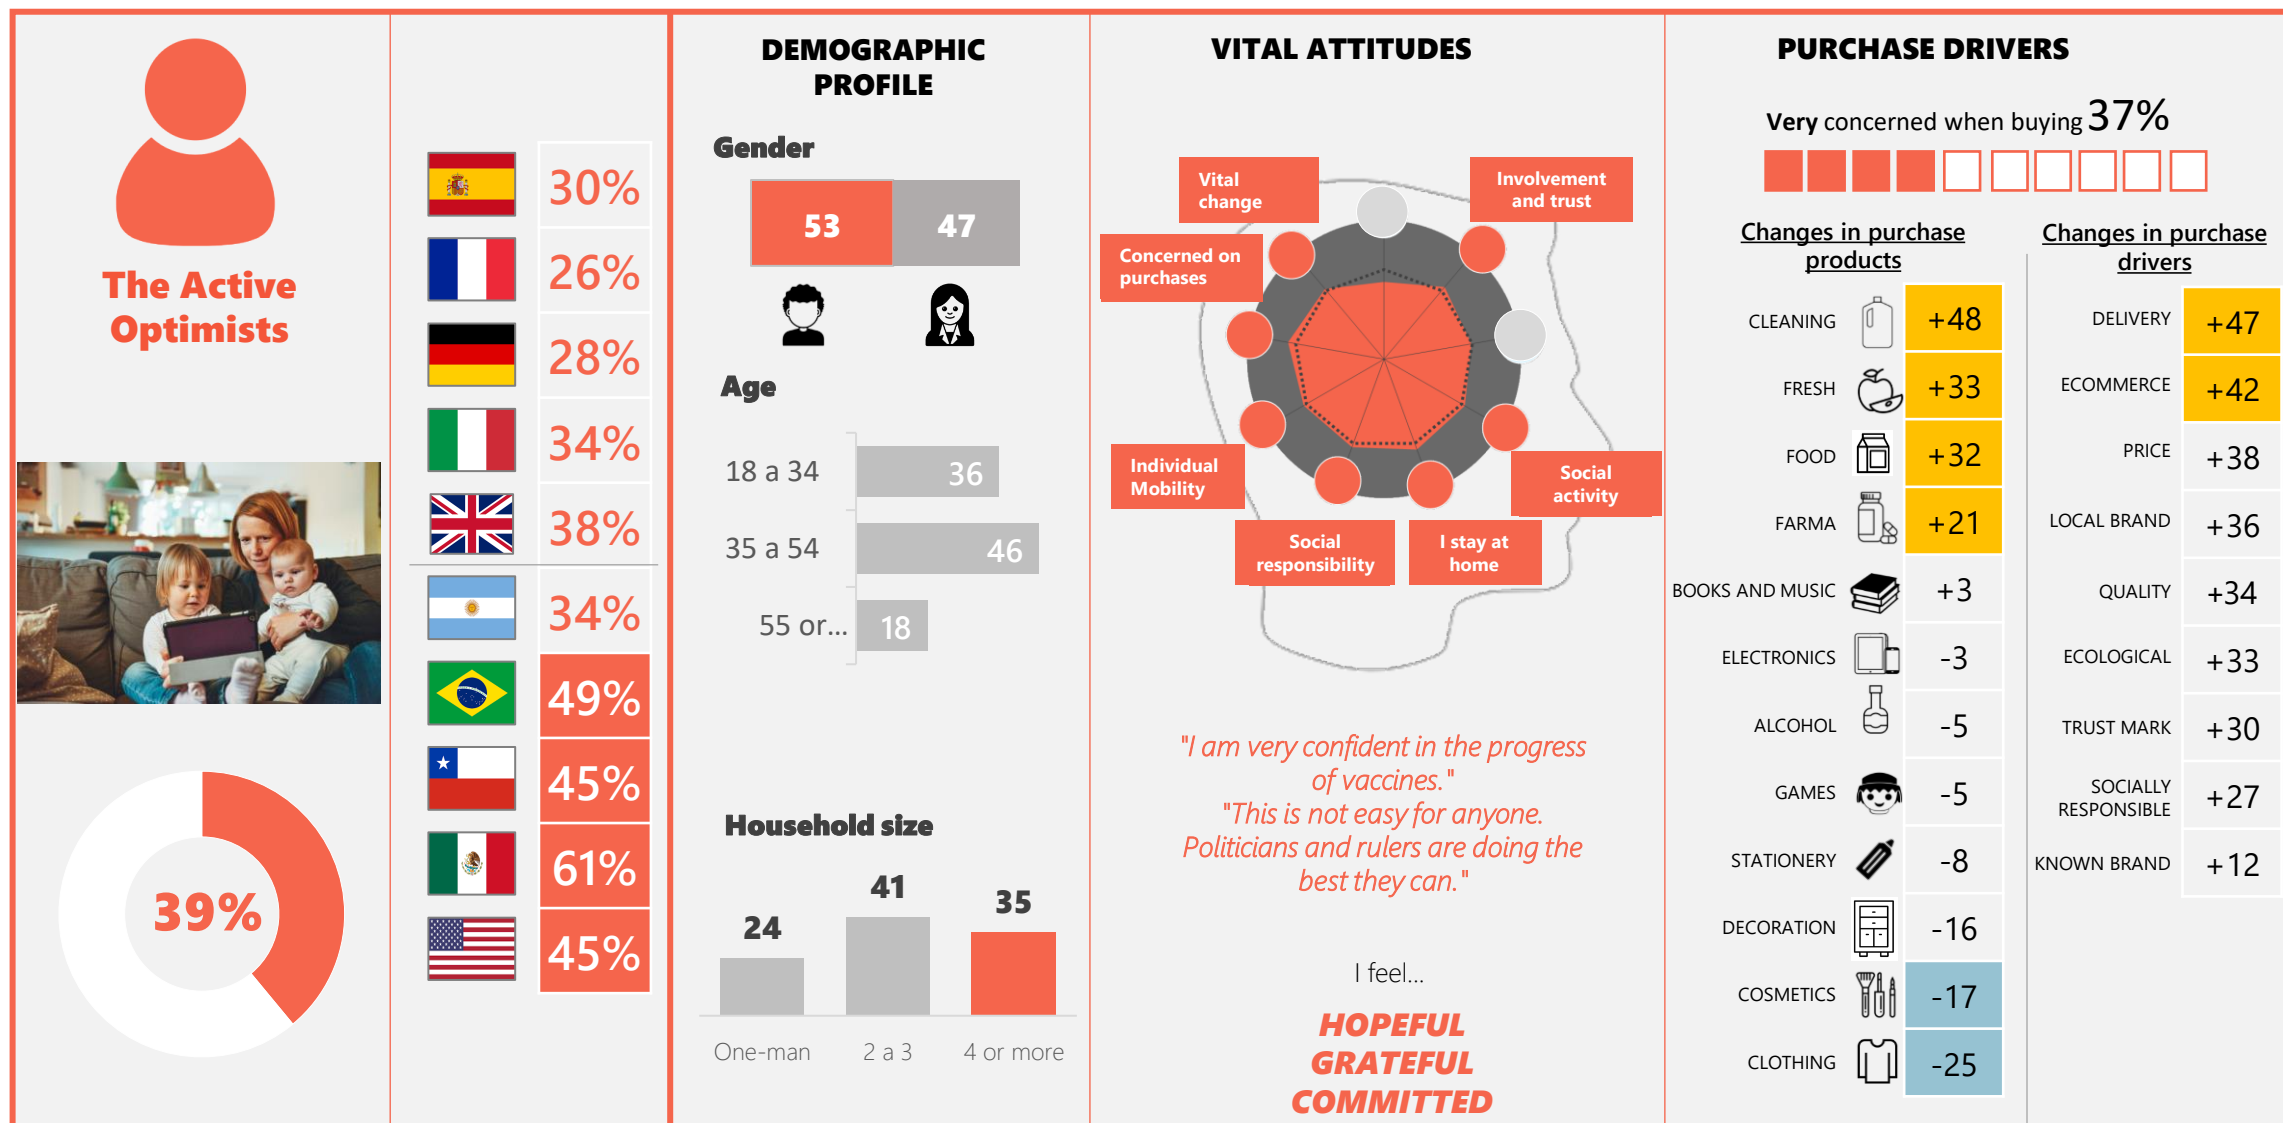 The Active
Optimists
39%
30%
26%
28%
34%
38%
34%
49%
45%
61%
45%
DEMOGRAPHIC
PROFILE
Gender
53
47
Age
18 a 34
36
35 a 54
46
55 or...
18
Household size
24
41
35
One-man
2 a 3
4 or more
VITAL ATTITUDES
Vital
change
Involvement
and trust
Concerned on
purchases
Individual
Mobility
Social
activity
Social
responsibility
I stay at
home
"I am very confident in the progress
of vaccines."
"This is not easy for anyone.
Politicians and rulers are doing the
best they can."
I feel...
HOPEFUL
GRATEFUL
COMMITTED
PURCHASE DRIVERS
Very concerned when buying 37%
Changes in purchase
products
CLEANING
+48
FRESH
+33
FOOD
+32
FARMA
+21
BOOKS AND MUSIC
+3
ELECTRONICS
-3
ALCOHOL
-5
GAMES
-5
STATIONERY
-8
DECORATION
-16
COSMETICS
-17
CLOTHING
-25
Changes in purchase
drivers
DELIVERY
+47
ECOMMERCE
+42
PRICE
+38
LOCAL BRAND
+36
QUALITY
+34
ECOLOGICAL
+33
TRUST MARK
+30
SOCIALLY
RESPONSIBLE
+27
KNOWN BRAND
+12